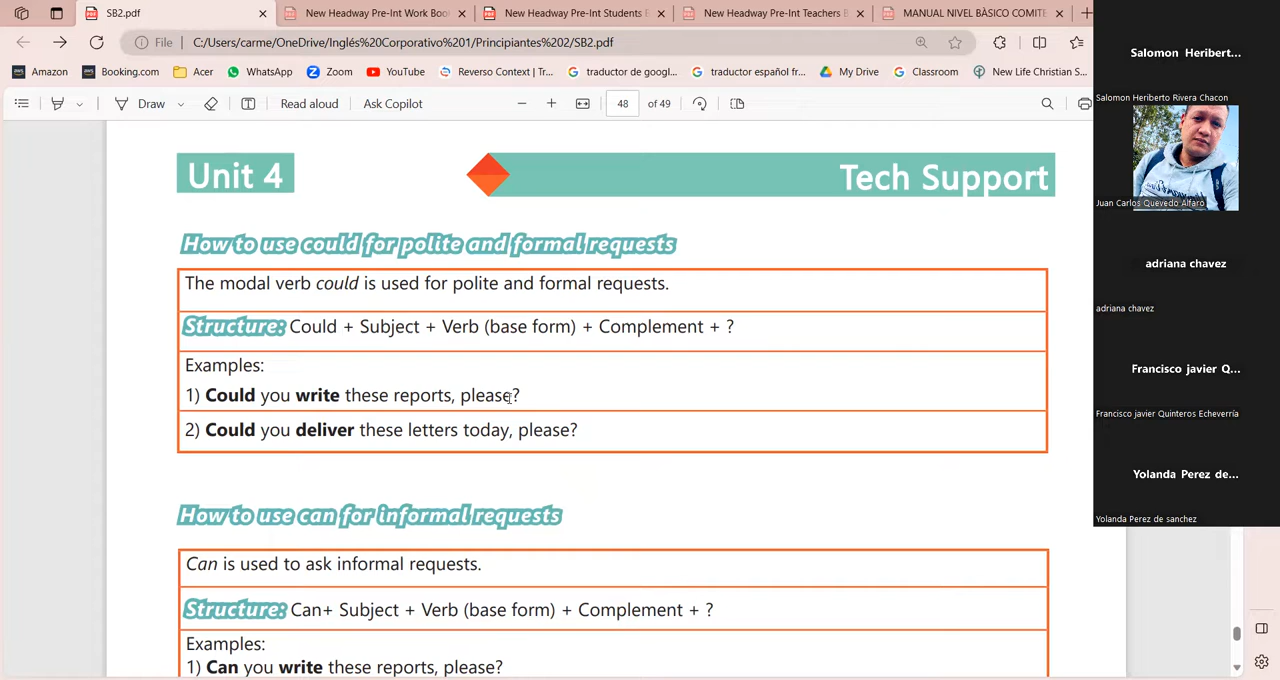 SB2.pdf
New Headway Pre-Int Work Boo
New Headway Pre-Int Students E
New Headway Pre-Int Teachers B
MANUAL NIVEL BÀSICO COMITE
File
C:/Users/carme/OneDrive/Inglés%20Corporativo%201/Principiantes%202/SB2.pdf
Amazon
Booking.com
Acer
WhatsApp
Zoom
YouTube
Reverso Context | Tr...
traductor de googl...
traductor español fr...
My Drive
Classroom
New Life Christian S...
Draw
Read aloud
Ask Copilot
48
of 49
Unit 4
Tech Support
How to use could for polite and formal requests
The modal verb could is used for polite and formal requests.
Structure: Could + Subject + Verb (base form) + Complement + ?
Examples:
1) Could you write these reports, please?
2) Could you deliver these letters today, please?
How to use can for informal requests
Can is used to ask informal requests.
Structure: Can+ Subject + Verb (base form) + Complement + ?
Examples:
1) Can you write these reports, please?
Salomon Heribert...
Salomon Heriberto Rivera Chacon
Juan Carlos Quevedo Alfaro
adriana chavez
adriana chavez
Francisco javier Q...
Francisco javier Quinteros Echeverría
Yolanda Perez de...
Yolanda Perez de sanchez